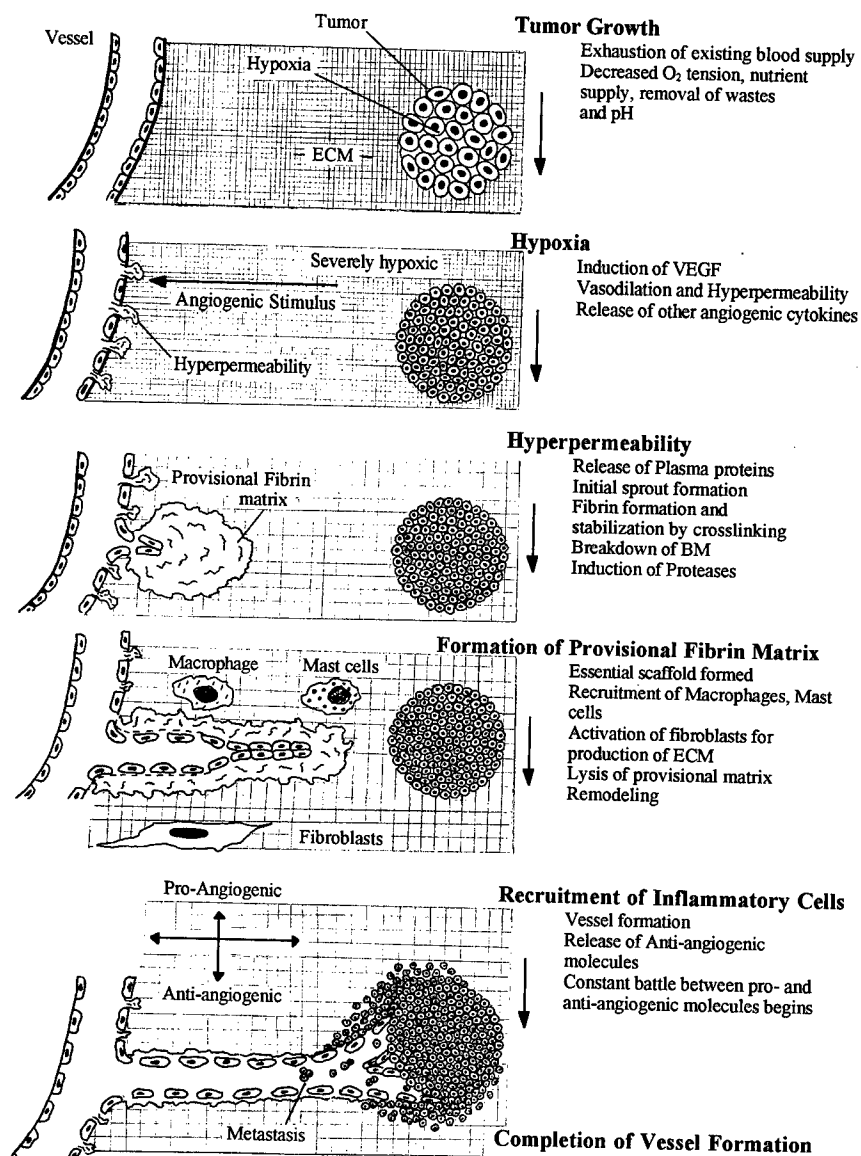 Tumor
Vessel
Hypoxia
ECM
Tumor Growth
Exhaustion of existing blood supply
Decreased O₂ tension, nutrient
supply, removal of wastes
and pH
Hypoxia
Severely hypoxic
Angiogenic Stimulus
Hyperpermeability
Induction of VEGF
Vasodilation and Hyperpermeability
Release of other angiogenic cytokines
Hyperpermeability
Provisional Fibrin
matrix
Release of Plasma proteins
Initial sprout formation
Fibrin formation and
stabilization by crosslinking
Breakdown of BM
Induction of Proteases
Formation of Provisional Fibrin Matrix
Macrophage
Mast cells
Fibroblasts
Essential scaffold formed
Recruitment of Macrophages, Mast
cells
Activation of fibroblasts for
production of ECM
Lysis of provisional matrix
Remodeling
Recruitment of Inflammatory Cells
Pro-Angiogenic
Anti-angiogenic
Metastasis
Vessel formation
Release of Anti-angiogenic
molecules
Constant battle between pro- and
anti-angiogenic molecules begins
Completion of Vessel Formation